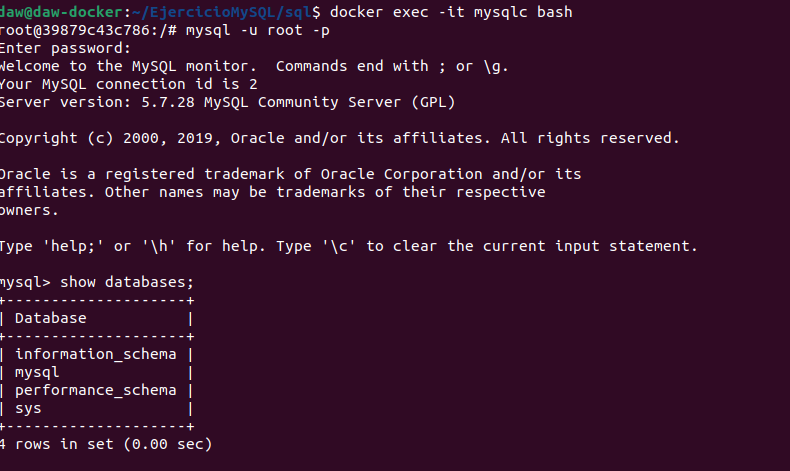 daw@daw-docker:~/EjercicioMySQL/sql$ docker exec -it mysqlc bash
root@39879c43c786:/# mysql -u root -p
Enter password:
Welcome to the MySQL monitor.  Commands end with ; or \g.
Your MySQL connection id is 2
Server version: 5.7.28 MySQL Community Server (GPL)

Copyright (c) 2000, 2019, Oracle and/or its affiliates. All rights reserved.

Oracle is a registered trademark of Oracle Corporation and/or its
affiliates. Other names may be trademarks of their respective
owners.

Type 'help;' or '\h' for help. Type '\c' to clear the current input statement.

mysql> show databases;
+--------------------+
| Database           |
+--------------------+
| information_schema |
| mysql              |
| performance_schema |
| sys                |
+--------------------+
4 rows in set (0.00 sec)